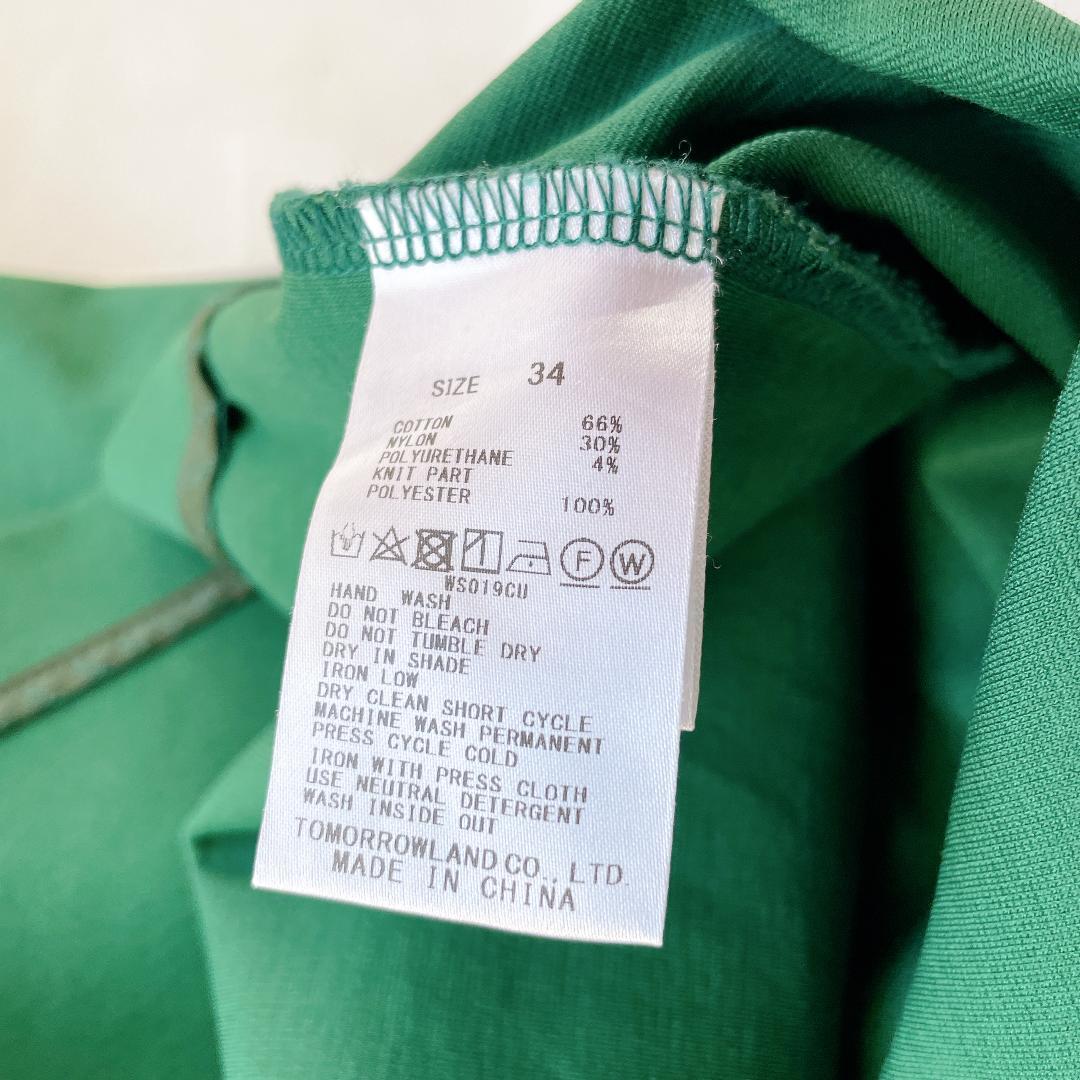 SIZE 34
COTTON 66%
NYLON 30%
POLYURETHANE 4%
KNIT PART
POLYESTER 100%
F W
WS019CU
HAND WASH
DO NOT BLEACH
DO NOT TUMBLE DRY
DRY IN SHADE
IRON LOW
DRY CLEAN SHORT CYCLE
MACHINE WASH PERMANENT
PRESS CYCLE COLD
IRON WITH PRESS CLOTH
USE NEUTRAL DETERGENT
WASH INSIDE OUT
TOMORROWLAND CO., LTD.
MADE IN CHINA